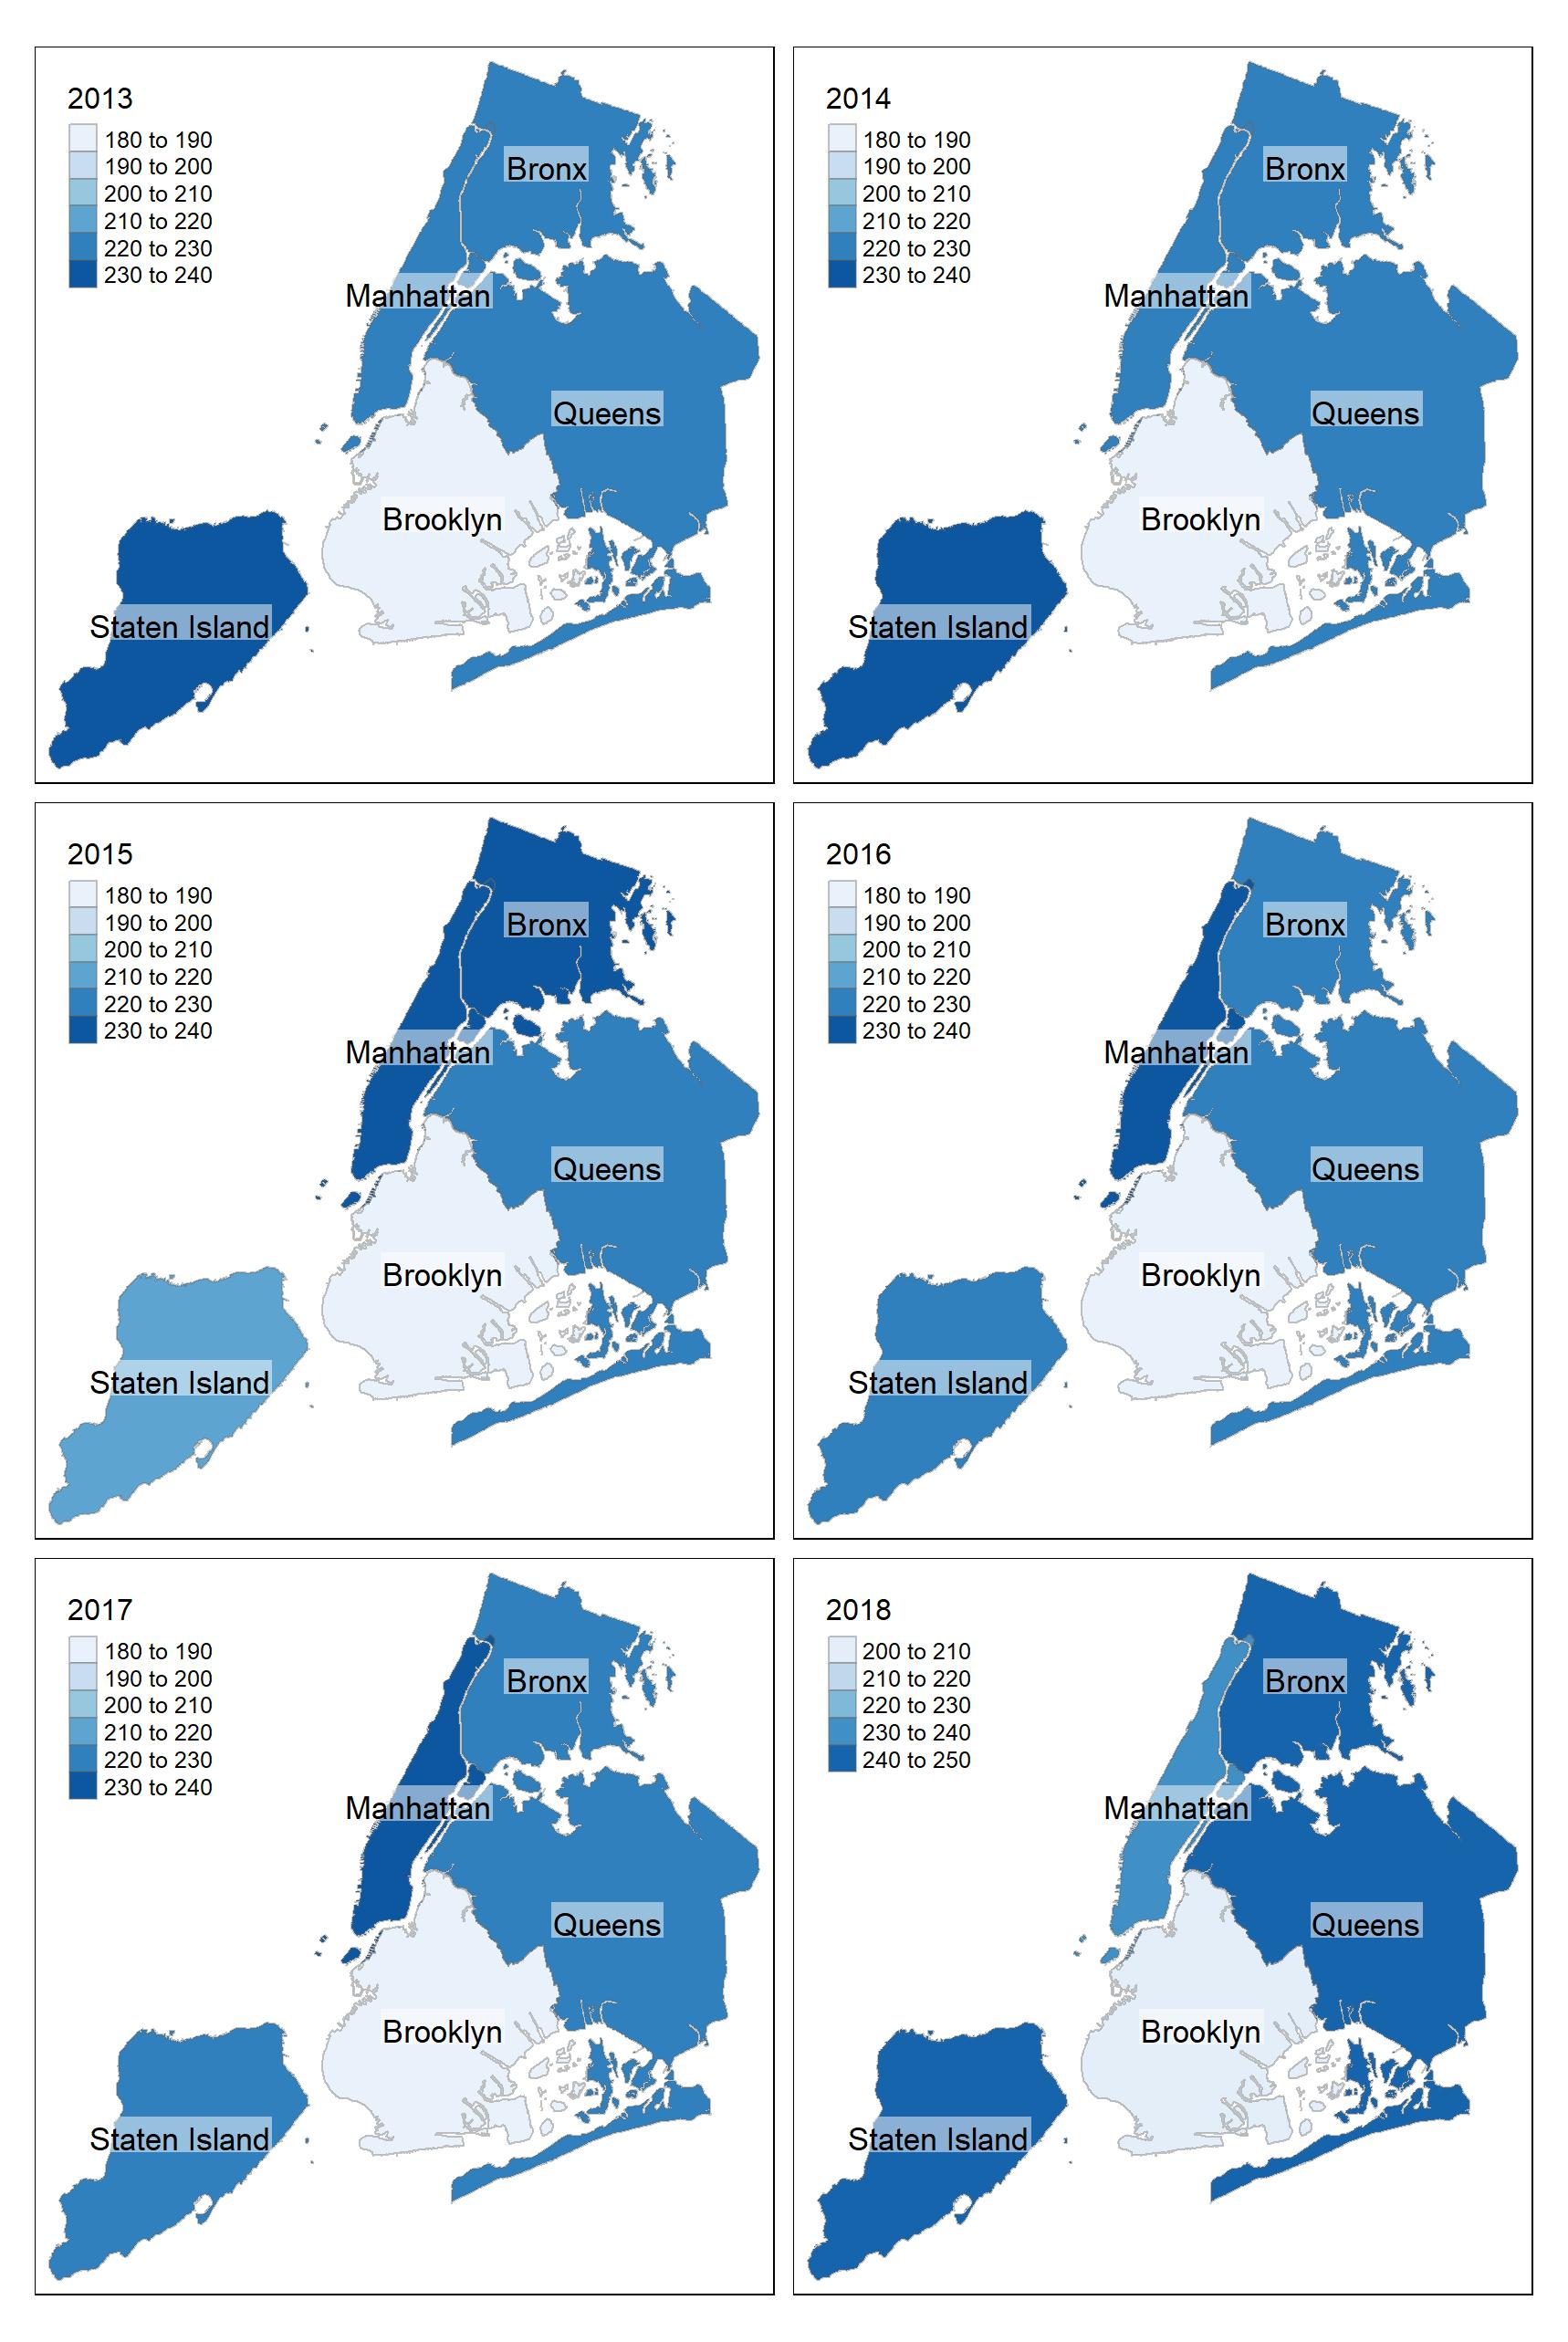 2013
180 to 190
190 to 200
200 to 210
210 to 220
220 to 230
230 to 240
Bronx
Manhattan
Queens
Brooklyn
Staten Island
2014
180 to 190
190 to 200
200 to 210
210 to 220
220 to 230
230 to 240
Bronx
Manhattan
Queens
Brooklyn
Staten Island
2015
180 to 190
190 to 200
200 to 210
210 to 220
220 to 230
230 to 240
Bronx
Manhattan
Queens
Brooklyn
Staten Island
2016
180 to 190
190 to 200
200 to 210
210 to 220
220 to 230
230 to 240
Bronx
Manhattan
Queens
Brooklyn
Staten Island
2017
180 to 190
190 to 200
200 to 210
210 to 220
220 to 230
230 to 240
Bronx
Manhattan
Queens
Brooklyn
Staten Island
2018
200 to 210
210 to 220
220 to 230
230 to 240
240 to 250
Bronx
Manhattan
Queens
Brooklyn
Staten Island